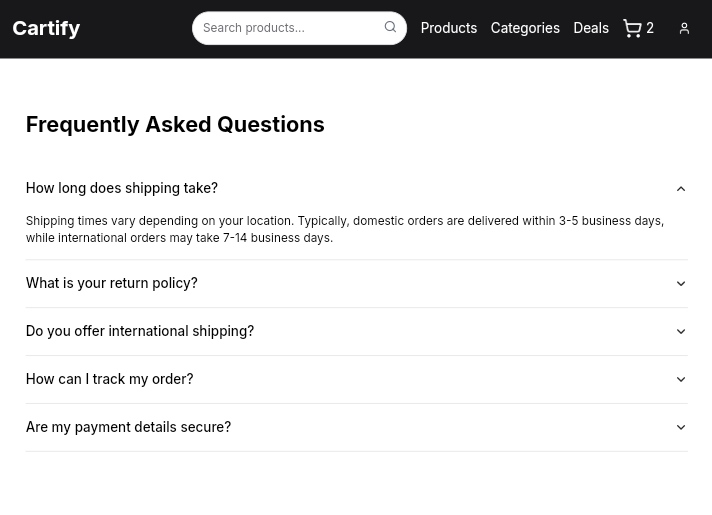 Cartify
Search products...
Products
Categories
Deals
2
Frequently Asked Questions
How long does shipping take?
Shipping times vary depending on your location. Typically, domestic orders are delivered within 3-5 business days,
while international orders may take 7-14 business days.
What is your return policy?
Do you offer international shipping?
How can I track my order?
Are my payment details secure?